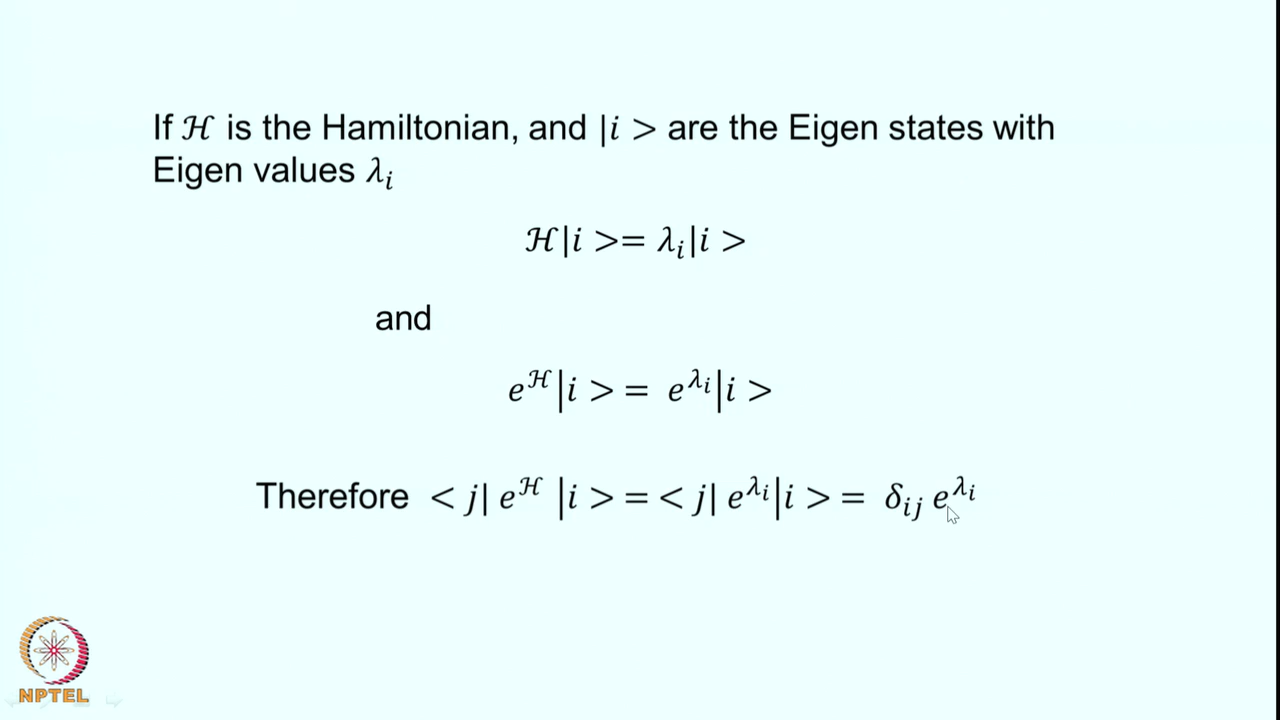 If ℋ is the Hamiltonian, and |i > are the Eigen states with
Eigen values λᵢ
ℋ|i >= λᵢ|i >
and
e^ℋ|i > = e^λᵢ|i >
Therefore < j| e^ℋ |i > = < j| e^λᵢ|i > = δᵢⱼ e^λᵢ
NPTEL